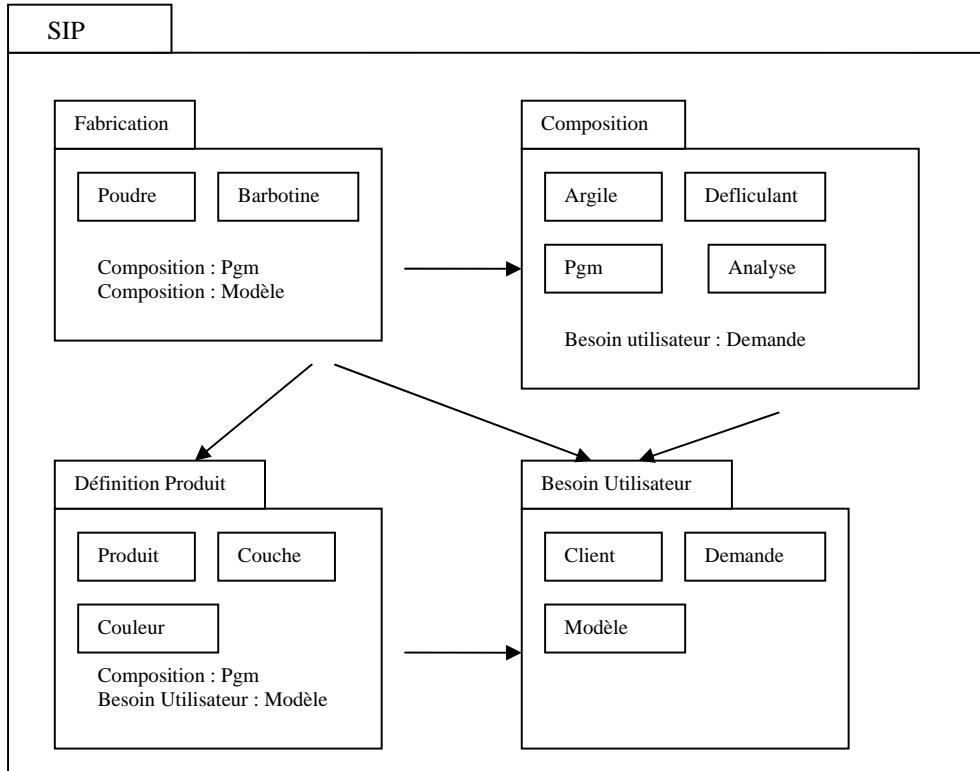 SIP
Fabrication
Poudre
Barbotine
Composition : Pgm
Composition : Modèle
Composition
Argile
Defliculant
Pgm
Analyse
Besoin utilisateur : Demande
Définition Produit
Produit
Couche
Couleur
Composition : Pgm
Besoin Utilisateur : Modèle
Besoin Utilisateur
Client
Demande
Modèle